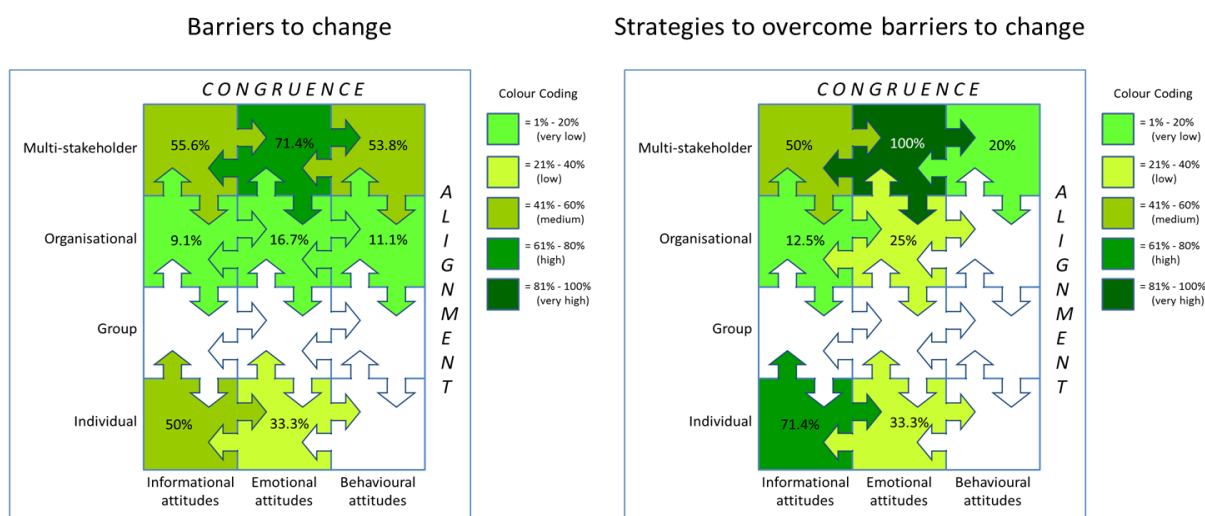 Barriers to change
CONGRUENCE
Multi-stakeholder
55.6%
71.4%
53.8%
Organisational
9.1%
16.7%
11.1%
Group
Individual
50%
33.3%
Informational
attitudes
Emotional
attitudes
Behavioural
attitudes
ALIGNMENT
Colour Coding
= 1% - 20%
(very low)
= 21% - 40%
(low)
= 41% - 60%
(medium)
= 61% - 80%
(high)
= 81% - 100%
(very high)
Strategies to overcome barriers to change
CONGRUENCE
Multi-stakeholder
50%
100%
20%
Organisational
12.5%
25%
Group
Individual
71.4%
33.3%
Informational
attitudes
Emotional
attitudes
Behavioural
attitudes
ALIGNMENT
Colour Coding
= 1% - 20%
(very low)
= 21% - 40%
(low)
= 41% - 60%
(medium)
= 61% - 80%
(high)
= 81% - 100%
(very high)